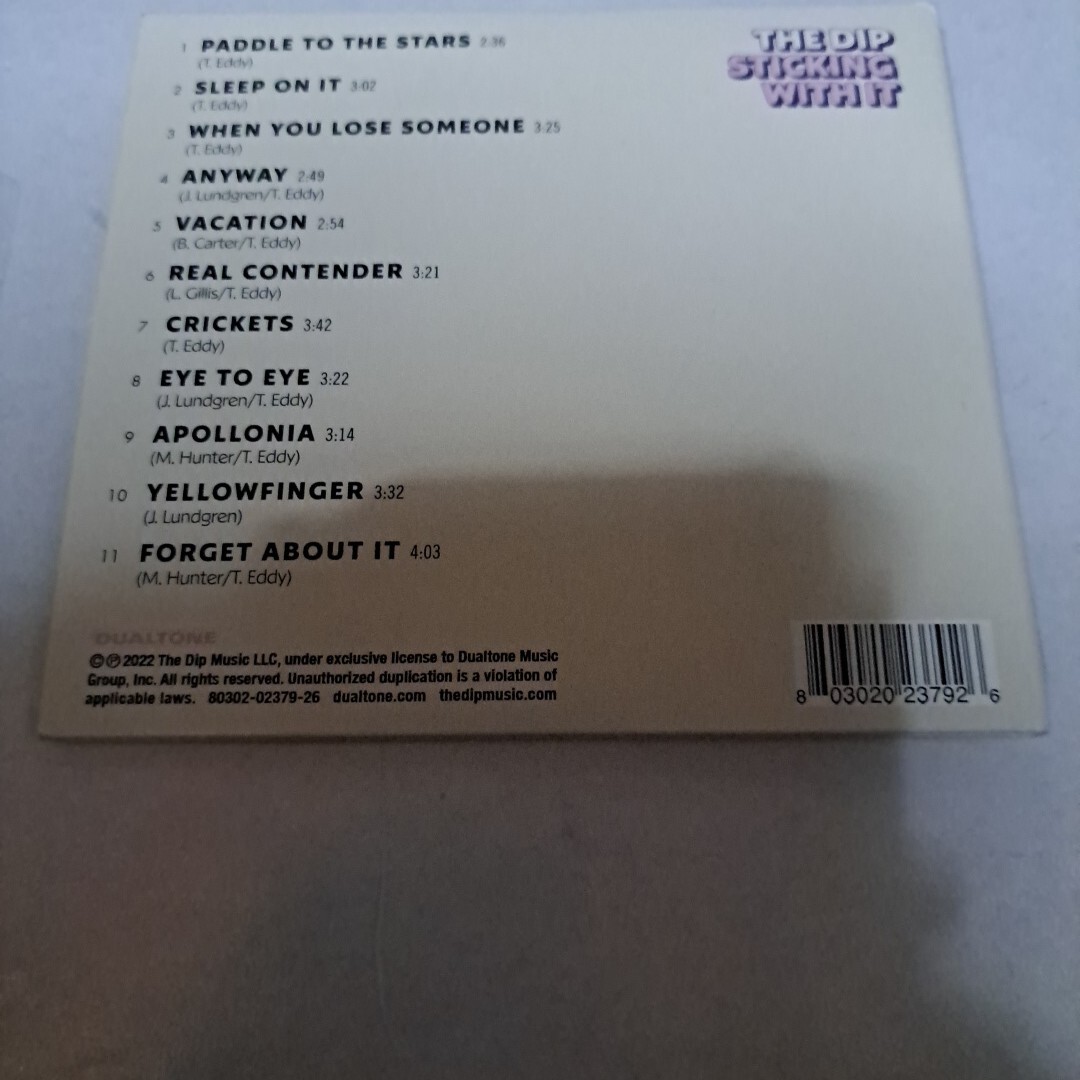 1 PADDLE TO THE STARS 2:36
(T. Eddy)
2 SLEEP ON IT 3:02
(T. Eddy)
3 WHEN YOU LOSE SOMEONE 3:25
(T. Eddy)
4 ANYWAY 2:49
(J. Lundgren/T. Eddy)
5 VACATION 2:54
(B. Carter/T. Eddy)
6 REAL CONTENDER 3:21
(L. Gillis/T. Eddy)
7 CRICKETS 3:42
(T. Eddy)
8 EYE TO EYE 3:22
(J. Lundgren/T. Eddy)
9 APOLLONIA 3:14
(M. Hunter/T. Eddy)
10 YELLOWFINGER 3:32
(J. Lundgren)
11 FORGET ABOUT IT 4:03
(M. Hunter/T. Eddy)
THE DIP
STICKING
WITH IT
DUALTONE
©℗2022 The Dip Music LLC, under exclusive license to Dualtone Music
Group, Inc. All rights reserved. Unauthorized duplication is a violation of
applicable laws. 80302-02379-26 dualtone.com thedipmusic.com
8 03020 23792 6